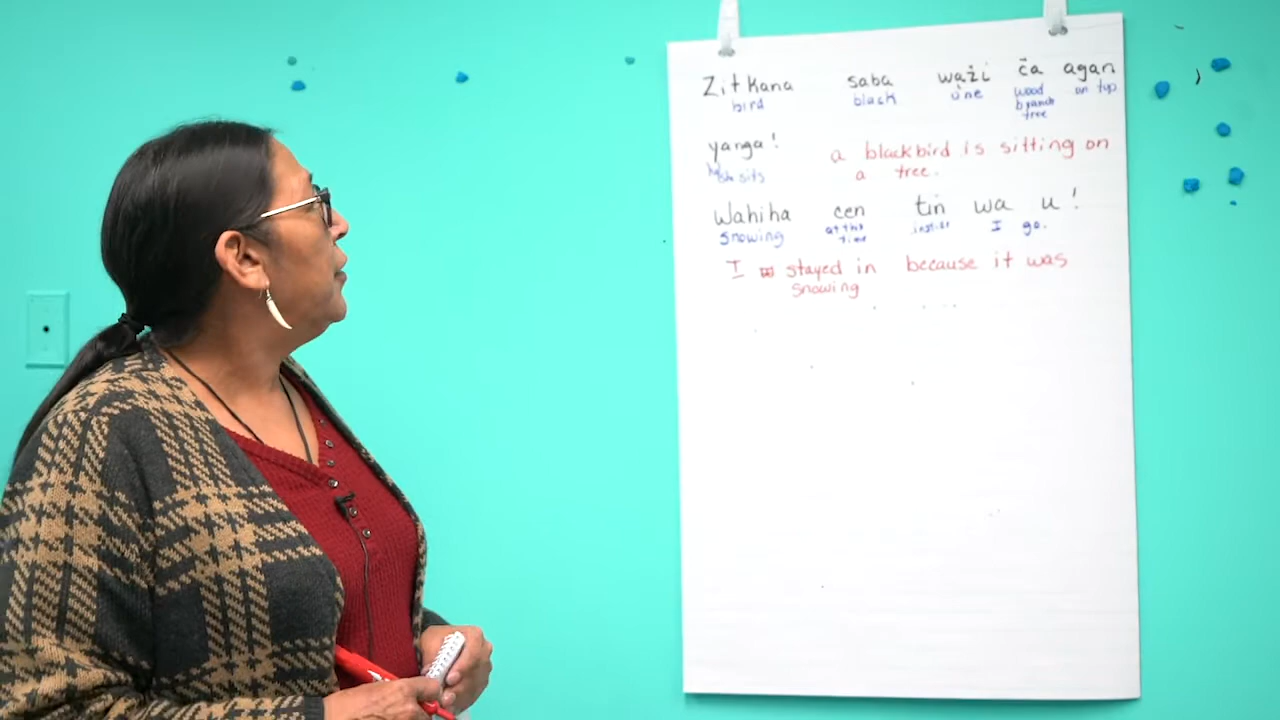 Zitkana saba waži ča agan
bird black one wood on top
branch
tree
yanga! a blackbird is sitting on
sits a tree.
Wahiha cen tin wa u!
snowing at this inside I go.
time
I stayed in because it was
snowing